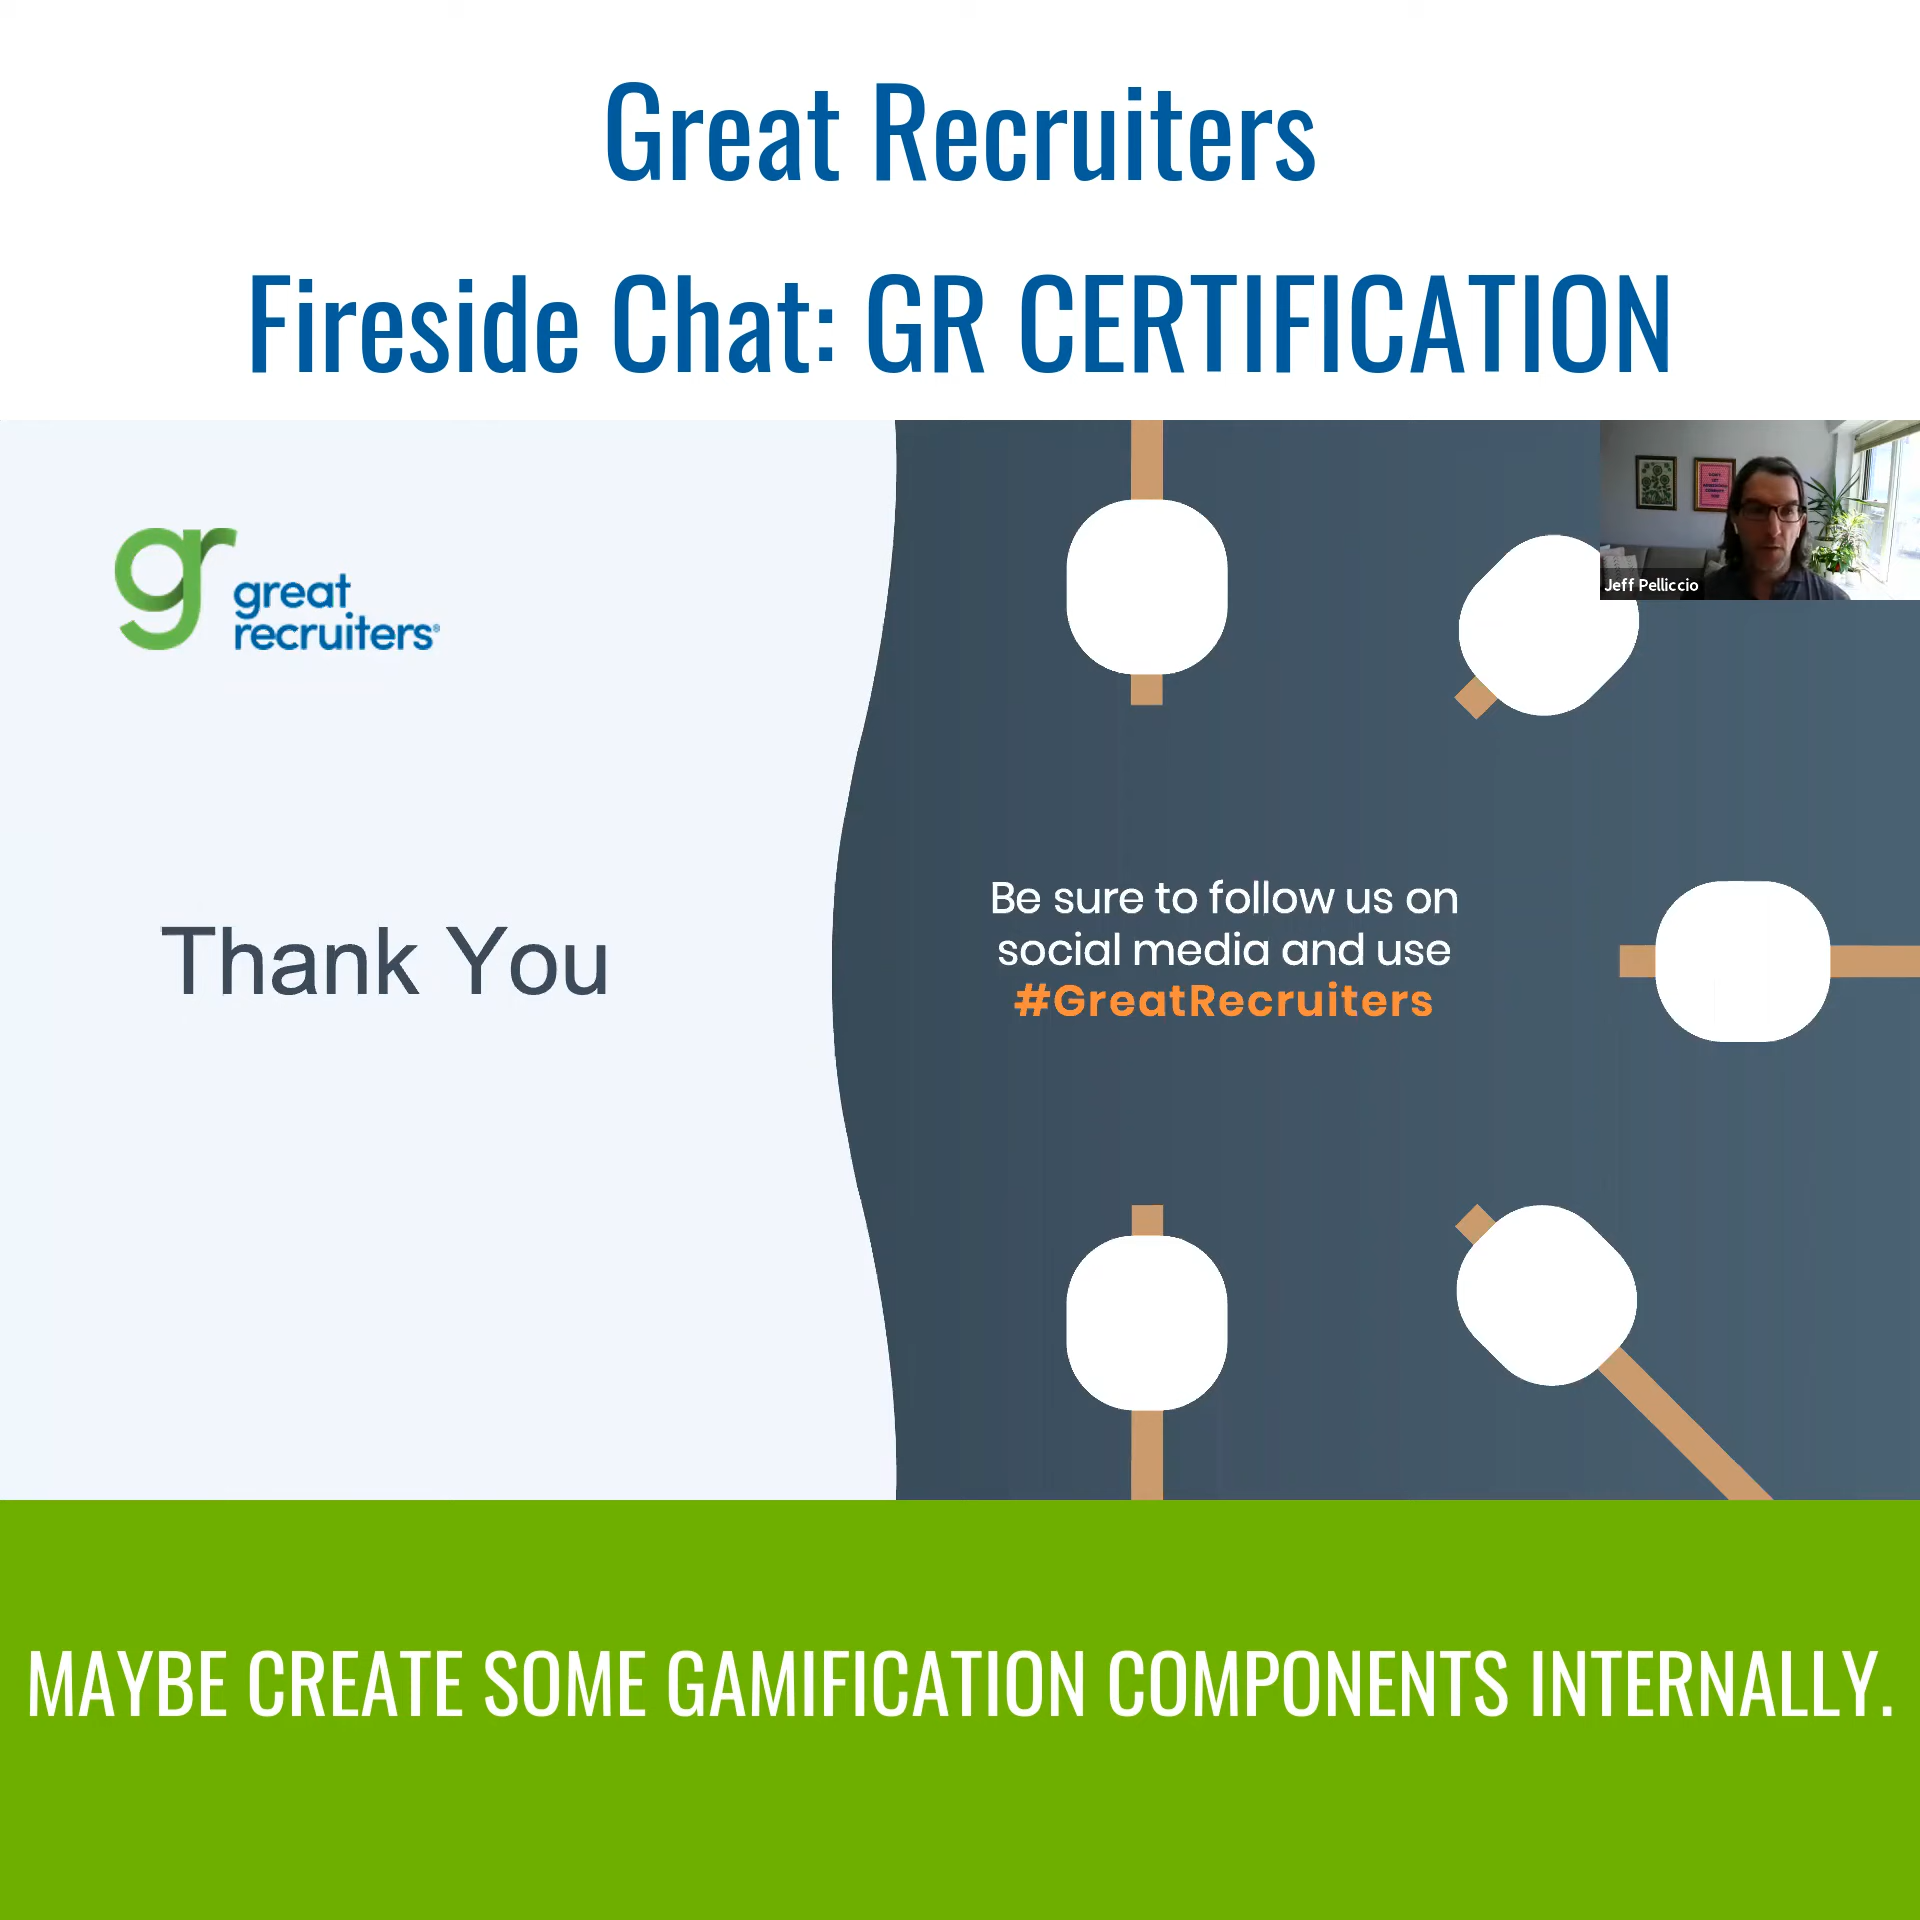 Great Recruiters
Fireside Chat: GR CERTIFICATION
gr great
recruiters®
Jeff Pelliccio
Thank You
Be sure to follow us on
social media and use
#GreatRecruiters
MAYBE CREATE SOME GAMIFICATION COMPONENTS INTERNALLY.